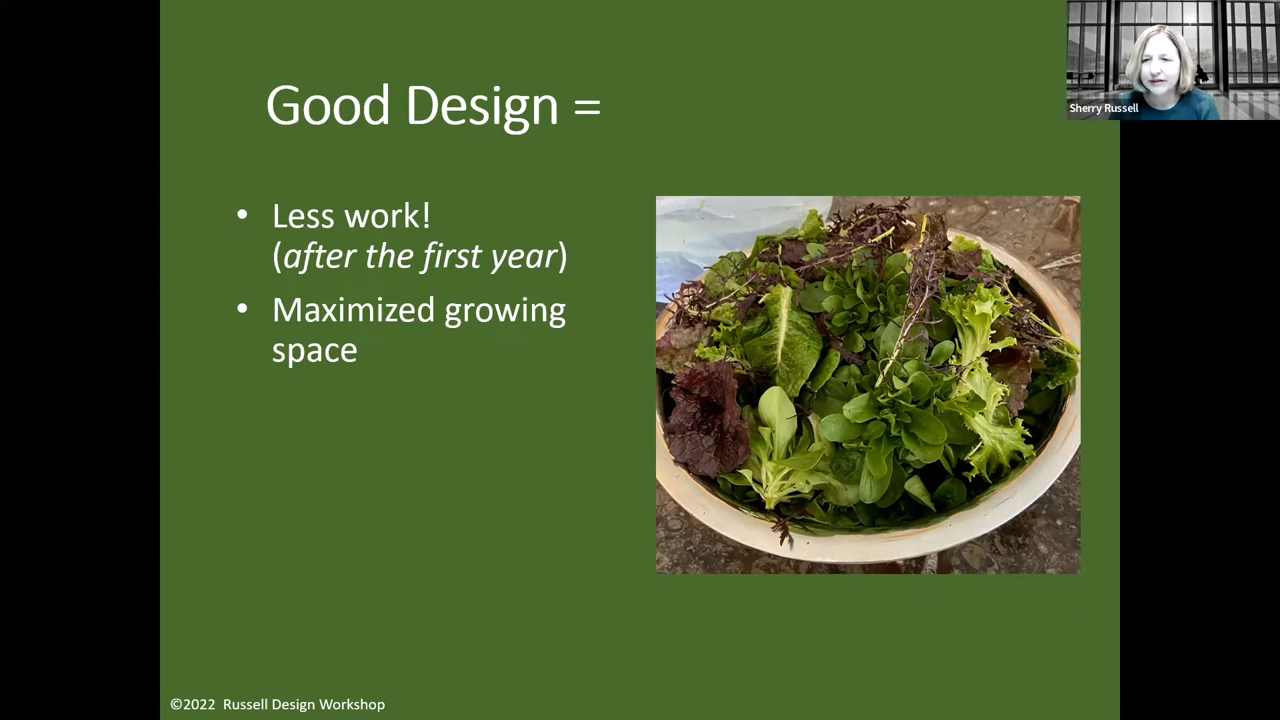 Good Design =
Sherry Russell
• Less work!
(after the first year)
• Maximized growing
space
©2022 Russell Design Workshop